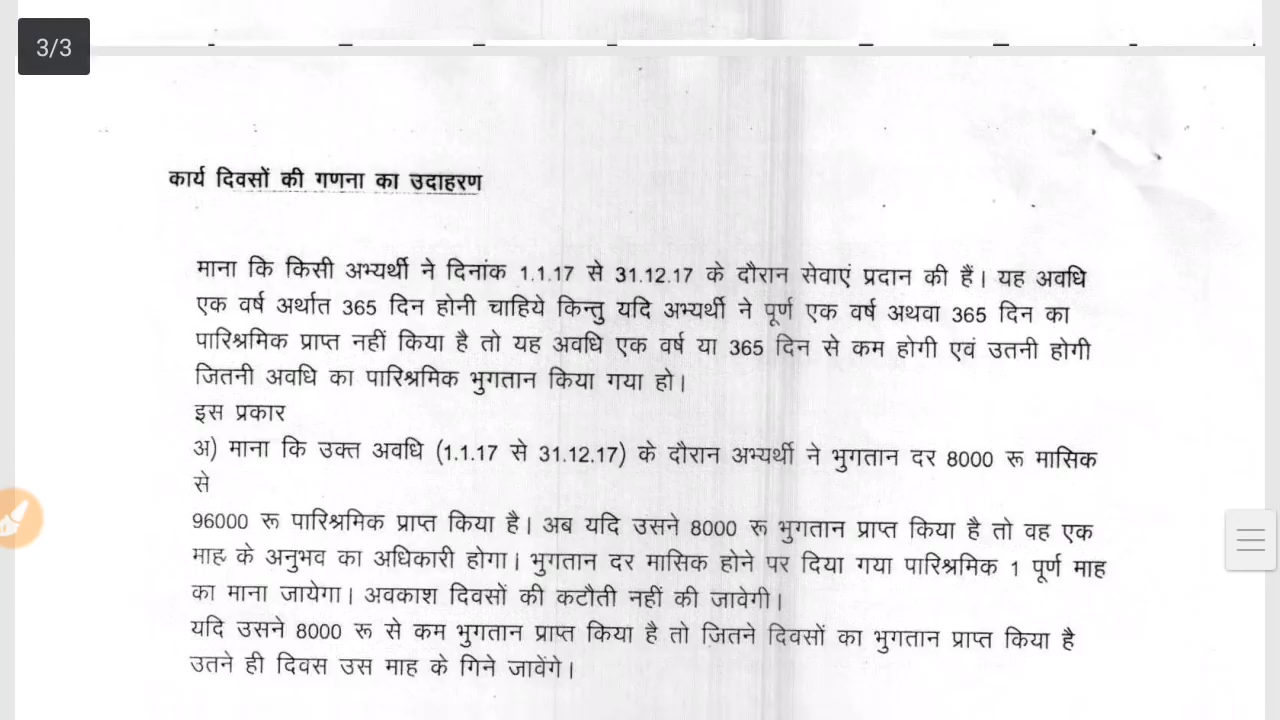 3/3
कार्य दिवसों की गणना का उदाहरण
माना कि किसी अभ्यर्थी ने दिनांक 1.1.17 से 31.12.17 के दौरान सेवाएं प्रदान की हैं। यह अवधि
एक वर्ष अर्थात 365 दिन होनी चाहिये किन्तु यदि अभ्यर्थी ने पूर्ण एक वर्ष अथवा 365 दिन का
पारिश्रमिक प्राप्त नहीं किया है तो यह अवधि एक वर्ष या 365 दिन से कम होगी एवं उतनी होगी
जितनी अवधि का पारिश्रमिक भुगतान किया गया हो।
इस प्रकार
अ) माना कि उक्त अवधि (1.1.17 से 31.12.17) के दौरान अभ्यर्थी ने भुगतान दर 8000 रू मासिक
से
96000 रू पारिश्रमिक प्राप्त किया है। अब यदि उसने 8000 रू भुगतान प्राप्त किया है तो वह एक
माह के अनुभव का अधिकारी होगा। भुगतान दर मासिक होने पर दिया गया पारिश्रमिक 1 पूर्ण माह
का माना जायेगा। अवकाश दिवसों की कटौती नहीं की जावेगी।
यदि उसने 8000 रू से कम भुगतान प्राप्त किया है तो जितने दिवसों का भुगतान प्राप्त किया है
उतने ही दिवस उस माह के गिने जावेंगे।